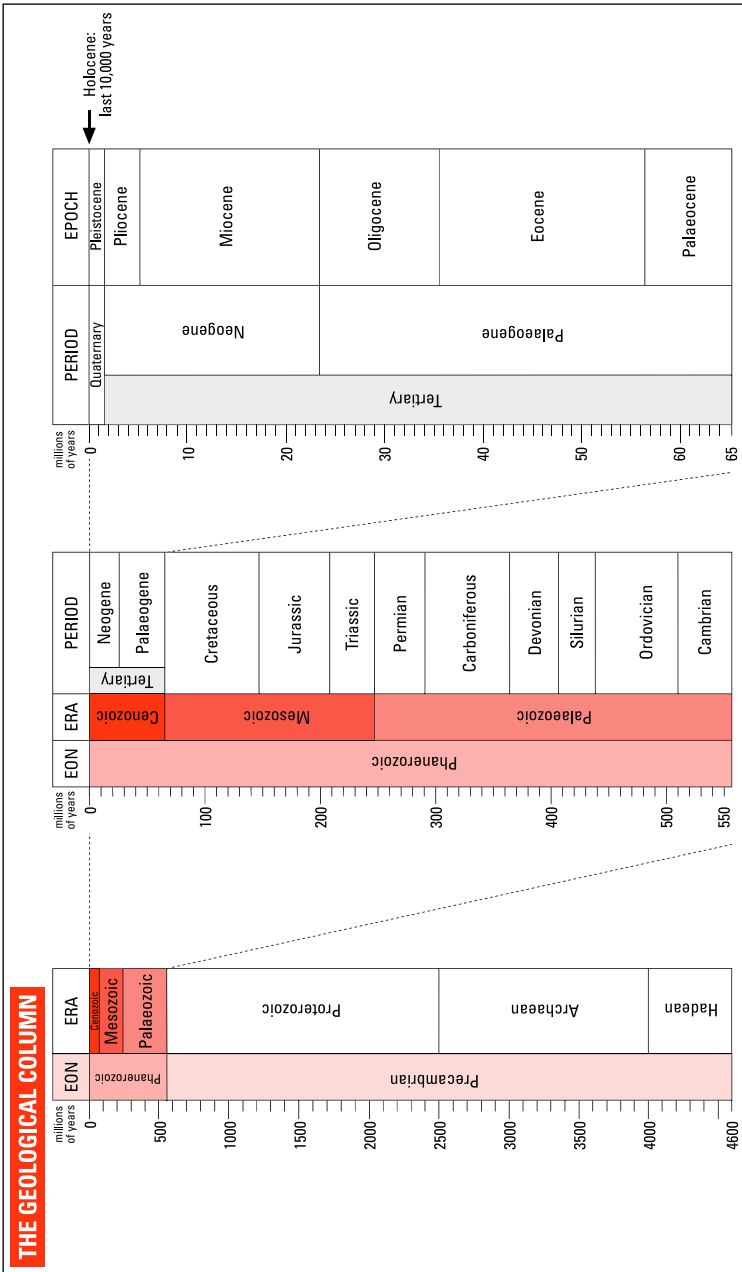 THE GEOLOGICAL COLUMN
millions
of years
EON
ERA
0
500
1000
1500
2000
2500
3000
3500
4000
4600
Phanerozoic
Precambrian
Cenozoic
Mesozoic
Palaeozoic
Proterozoic
Archaean
Hadean
millions
of years
EON
ERA
PERIOD
0
100
200
300
400
500
550
Phanerozoic
Cenozoic
Mesozoic
Palaeozoic
Tertiary
Neogene
Palaeogene
Cretaceous
Jurassic
Triassic
Permian
Carboniferous
Devonian
Silurian
Ordovician
Cambrian
millions
of years
PERIOD
EPOCH
0
10
20
30
40
50
60
65
Quaternary
Tertiary
Neogene
Palaeogene
Pleistocene
Pliocene
Miocene
Oligocene
Eocene
Palaeocene
Holocene:
last 10,000 years